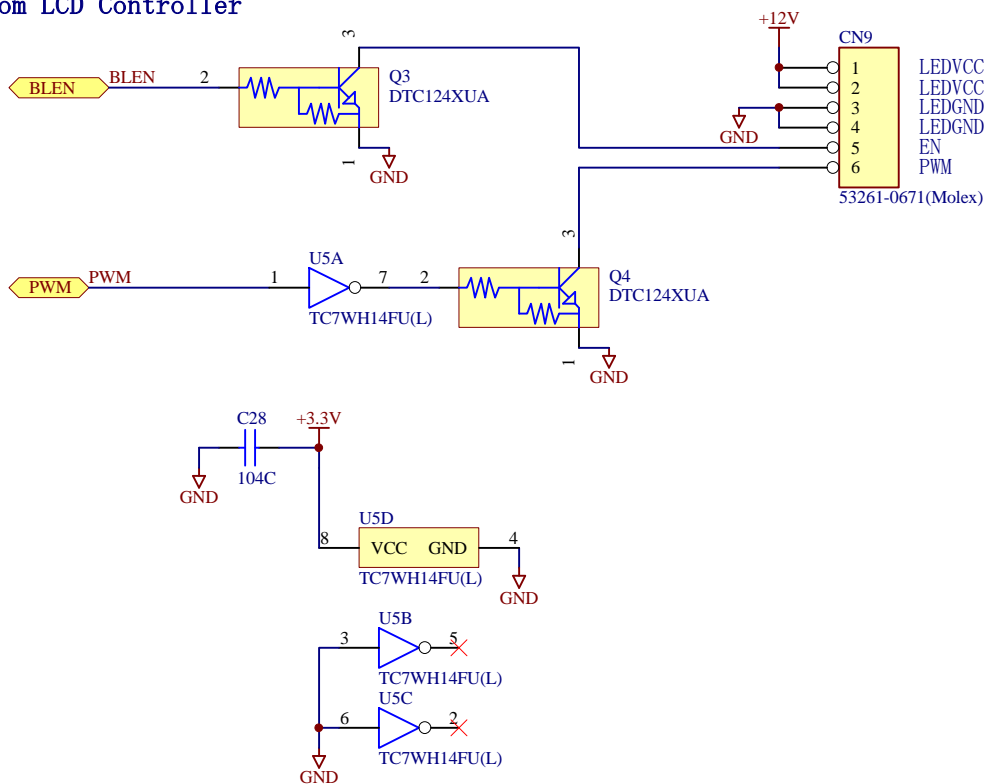 om LCD Controller
+12V
CN9
3
BLEN BLEN 2 Q3
DTC124XUA
1 LEDVCC
2 LEDVCC
3 LEDGND
4 LEDGND
5 EN
6 PWM
GND
1
GND
53261-0671(Molex)
3
U5A
PWM PWM 1 7 2 Q4
DTC124XUA
TC7WH14FU(L)
1
GND
C28 +3.3V
104C
GND
U5D
8 VCC GND 4
TC7WH14FU(L)
GND
U5B
3 5
TC7WH14FU(L)
U5C
6 2
TC7WH14FU(L)
GND